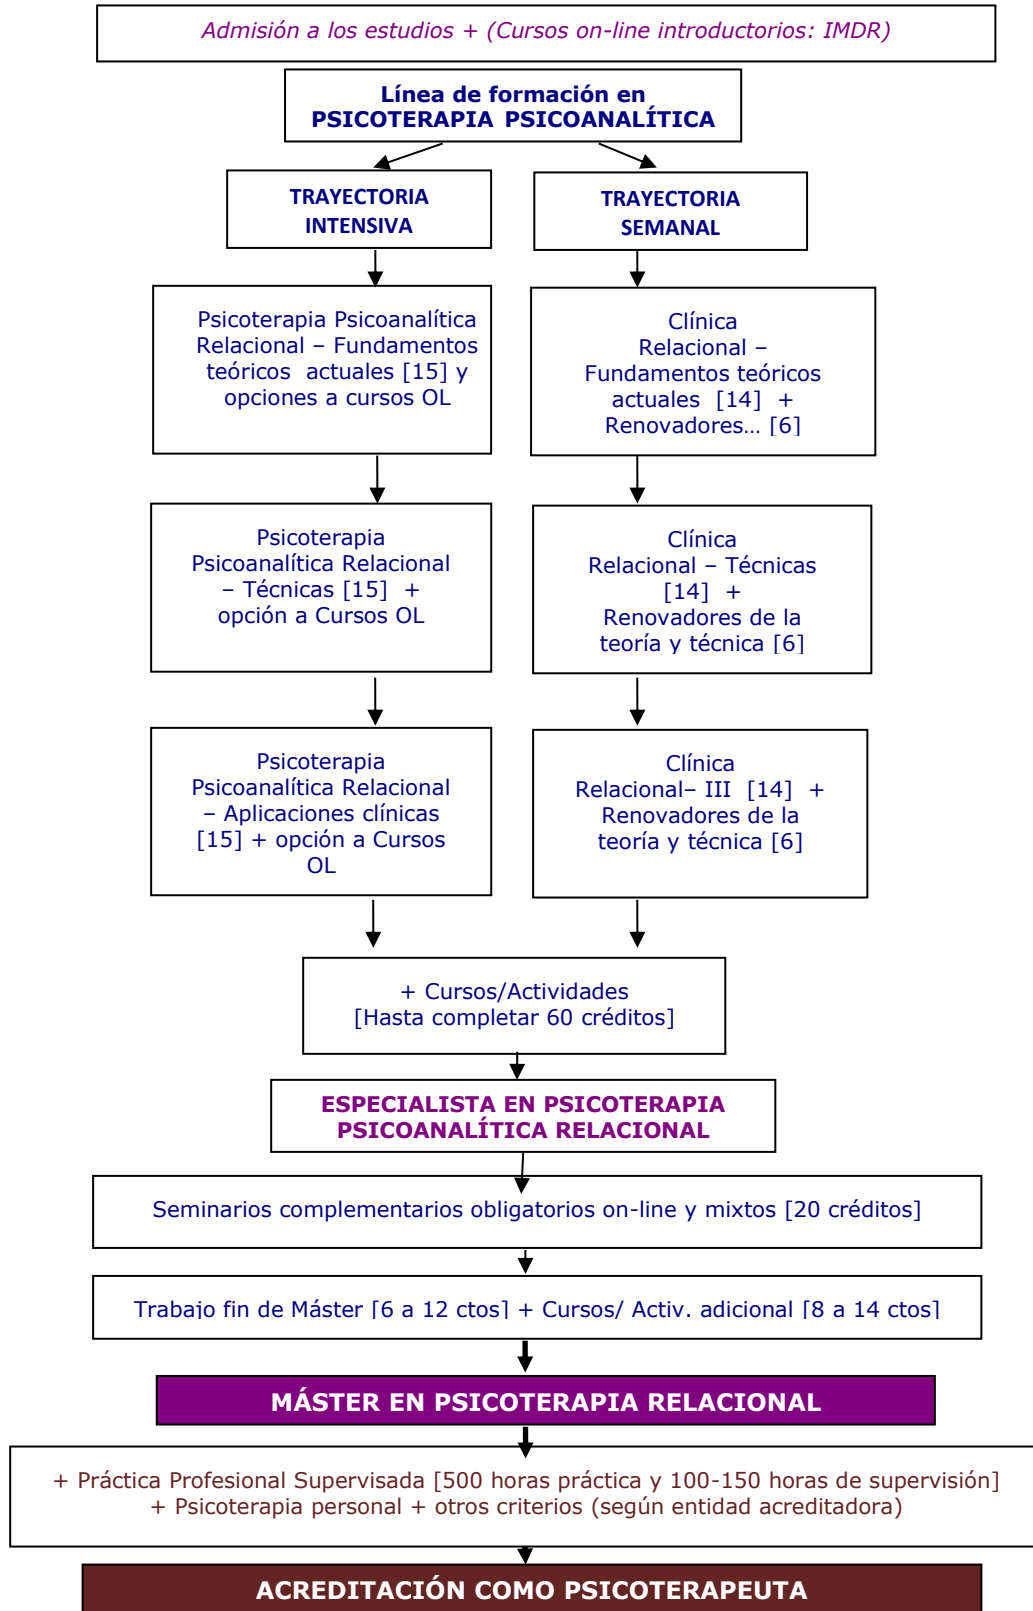 Admisión a los estudios + (Cursos on-line introductorios: IMDR)
Línea de formación en
PSICOTERAPIA PSICOANALÍTICA
TRAYECTORIA
INTENSIVA
TRAYECTORIA
SEMANAL
Psicoterapia Psicoanalítica
Relacional – Fundamentos
teóricos actuales [15] y
opciones a cursos OL
Clínica
Relacional –
Fundamentos teóricos
actuales [14] +
Renovadores… [6]
Psicoterapia
Psicoanalítica Relacional
– Técnicas [15] +
opción a Cursos OL
Clínica
Relacional – Técnicas
[14] +
Renovadores de la
teoría y técnica [6]
Psicoterapia
Psicoanalítica Relacional
– Aplicaciones clínicas
[15] + opción a Cursos
OL
Clínica
Relacional– III [14] +
Renovadores de la
teoría y técnica [6]
+ Cursos/Actividades
[Hasta completar 60 créditos]
ESPECIALISTA EN PSICOTERAPIA
PSICOANALÍTICA RELACIONAL
Seminarios complementarios obligatorios on-line y mixtos [20 créditos]
Trabajo fin de Máster [6 a 12 ctos] + Cursos/ Activ. adicional [8 a 14 ctos]
MÁSTER EN PSICOTERAPIA RELACIONAL
+ Práctica Profesional Supervisada [500 horas práctica y 100-150 horas de supervisión]
+ Psicoterapia personal + otros criterios (según entidad acreditadora)
ACREDITACIÓN COMO PSICOTERAPEUTA